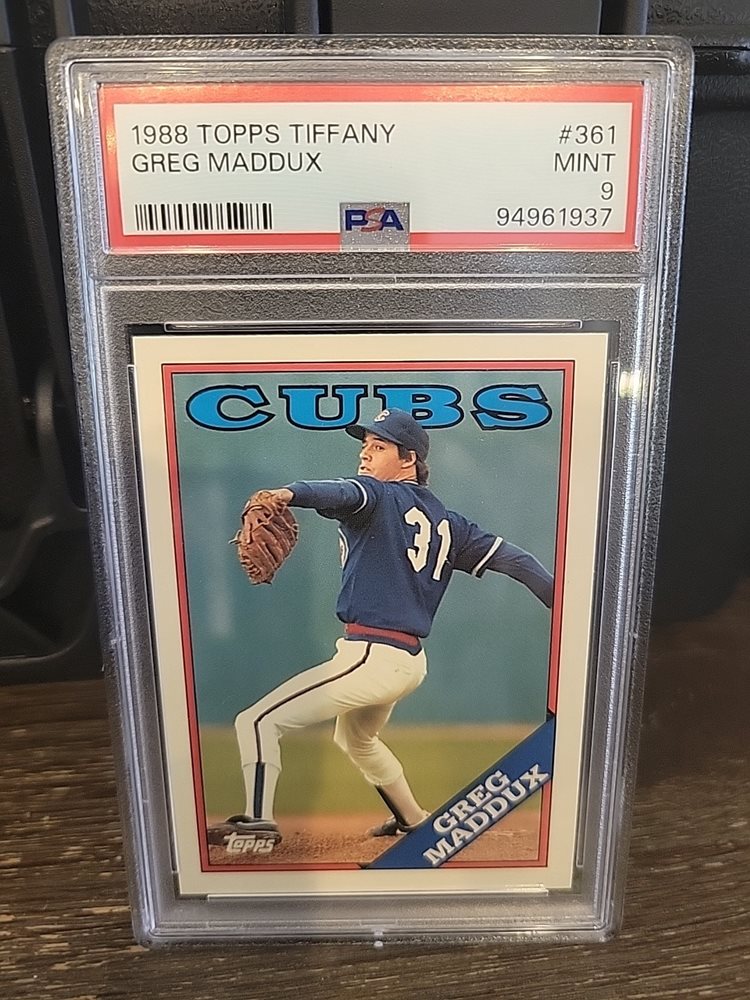 1988 TOPPS TIFFANY #361
GREG MADDUX MINT
9
PSA 94961937
CUBS
C
31
GREG
MADDUX
Topps